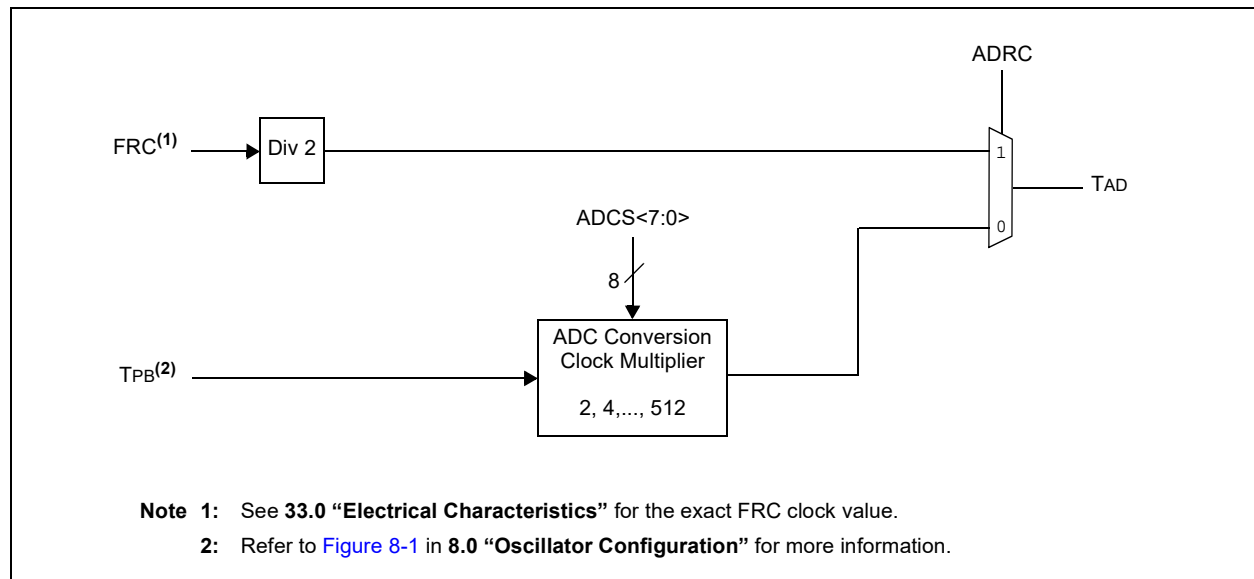 ADRC
FRC(1)
Div 2
1
TAD
ADCS<7:0>
0
8
ADC Conversion
Clock Multiplier
TPB(2)
2, 4,..., 512
Note 1: See 33.0 “Electrical Characteristics” for the exact FRC clock value.
2: Refer to Figure 8-1 in 8.0 “Oscillator Configuration” for more information.